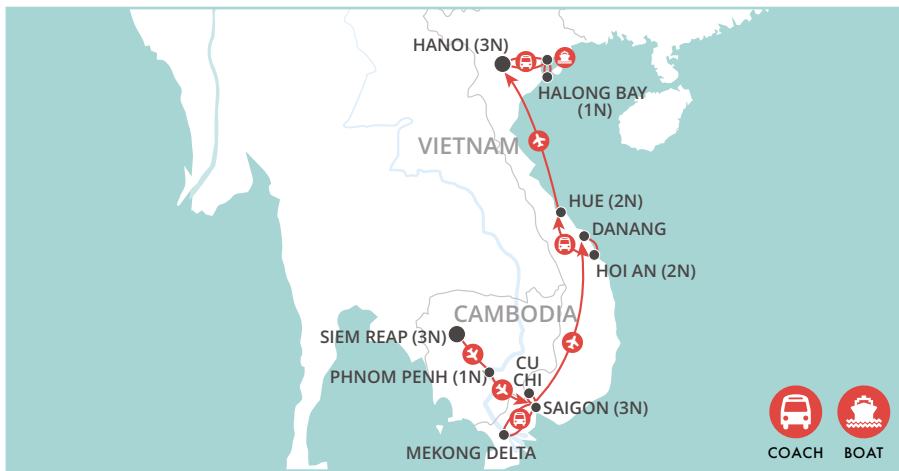 HANOI (3N)
HALONG BAY
(1N)
VIETNAM
HUE (2N)
DANANG
HOI AN (2N)
CAMBODIA
SIEM REAP (3N)
PHNOM PENH (1N)
CU
CHI
SAIGON (3N)
MEKONG DELTA
COACH
BOAT